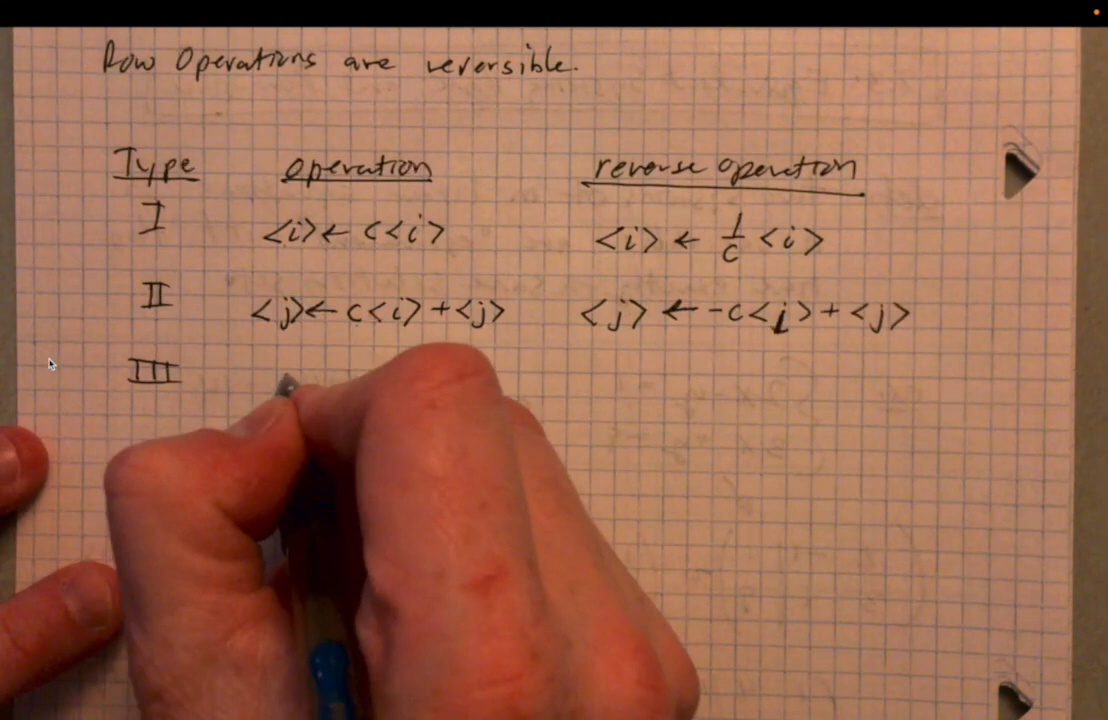 Row Operations are reversible.
Type operation reverse operation
I <i> ← c<i> <i> ← 1/c <i>
II <j> ← c<i> + <j> <j> ← -c<i> + <j>
III